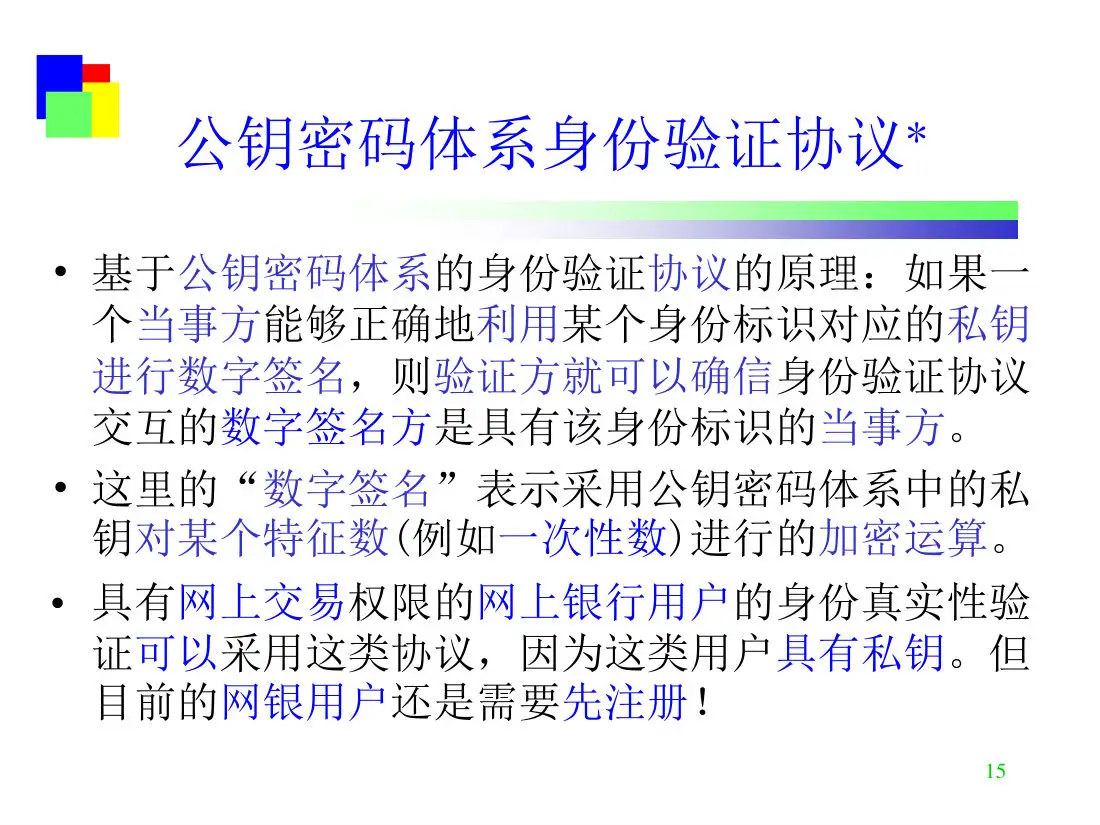 公钥密码体系身份验证协议*
• 基于公钥密码体系的身份验证协议的原理：如果一
个当事方能够正确地利用某个身份标识对应的私钥
进行数字签名，则验证方就可以确信身份验证协议
交互的数字签名方是具有该身份标识的当事方。
• 这里的“数字签名”表示采用公钥密码体系中的私
钥对某个特征数(例如一次性数)进行的加密运算。
• 具有网上交易权限的网上银行用户的身份真实性验
证可以采用这类协议，因为这类用户具有私钥。但
目前的网银用户还是需要先注册！
15